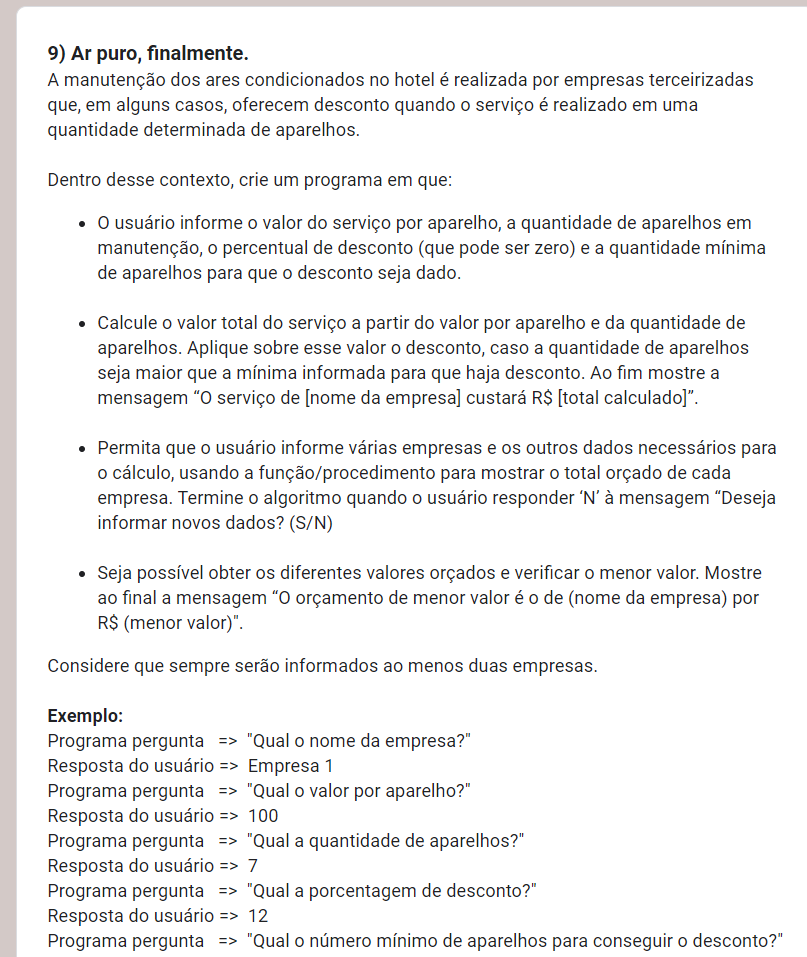 9) Ar puro, finalmente.
A manutenção dos ares condicionados no hotel é realizada por empresas terceirizadas
que, em alguns casos, oferecem desconto quando o serviço é realizado em uma
quantidade determinada de aparelhos.
Dentro desse contexto, crie um programa em que:
• O usuário informe o valor do serviço por aparelho, a quantidade de aparelhos em
manutenção, o percentual de desconto (que pode ser zero) e a quantidade mínima
de aparelhos para que o desconto seja dado.
• Calcule o valor total do serviço a partir do valor por aparelho e da quantidade de
aparelhos. Aplique sobre esse valor o desconto, caso a quantidade de aparelhos
seja maior que a mínima informada para que haja desconto. Ao fim mostre a
mensagem “O serviço de [nome da empresa] custará R$ [total calculado]”.
• Permita que o usuário informe várias empresas e os outros dados necessários para
o cálculo, usando a função/procedimento para mostrar o total orçado de cada
empresa. Termine o algoritmo quando o usuário responder ‘N’ à mensagem “Deseja
informar novos dados? (S/N)
• Seja possível obter os diferentes valores orçados e verificar o menor valor. Mostre
ao final a mensagem “O orçamento de menor valor é o de (nome da empresa) por
R$ (menor valor)".
Considere que sempre serão informados ao menos duas empresas.
Exemplo:
Programa pergunta => "Qual o nome da empresa?"
Resposta do usuário => Empresa 1
Programa pergunta => "Qual o valor por aparelho?"
Resposta do usuário => 100
Programa pergunta => "Qual a quantidade de aparelhos?"
Resposta do usuário => 7
Programa pergunta => "Qual a porcentagem de desconto?"
Resposta do usuário => 12
Programa pergunta => "Qual o número mínimo de aparelhos para conseguir o desconto?"